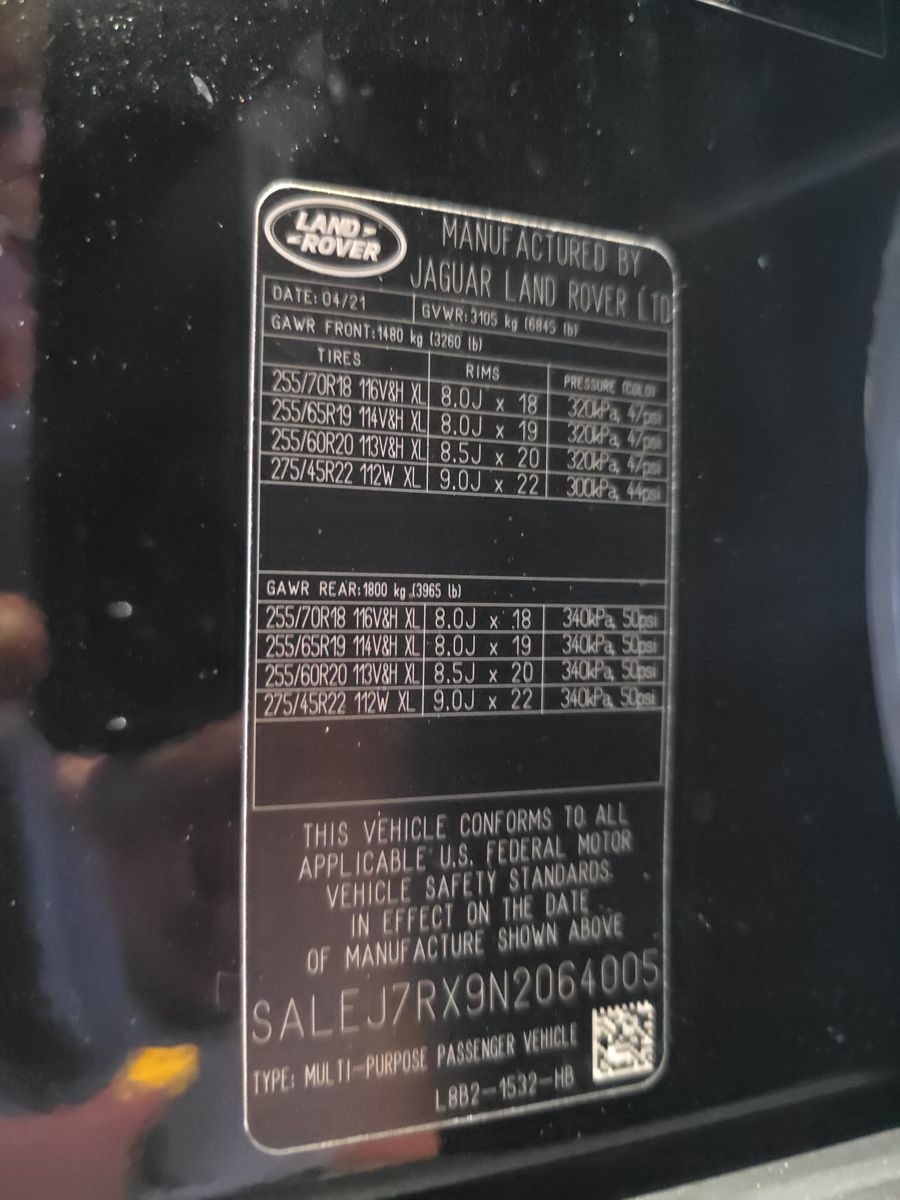 LAND-
-ROVER
MANUFACTURED BY
JAGUAR LAND ROVER LTD
DATE: 04/21
GVWR: 3105 kg (6845 lb)
GAWR FRONT: 1480 kg (3260 lb)
TIRES RIMS PRESSURE (COLD)
255/70R18 116V&H XL 8.0J x 18 320kPa, 47psi
255/65R19 114V&H XL 8.0J x 19 320kPa, 47psi
255/60R20 113V&H XL 8.5J x 20 320kPa, 47psi
275/45R22 112W XL 9.0J x 22 300kPa, 44psi
GAWR REAR: 1800 kg (3965 lb)
255/70R18 116V&H XL 8.0J x 18 340kPa, 50psi
255/65R19 114V&H XL 8.0J x 19 340kPa, 50psi
255/60R20 113V&H XL 8.5J x 20 340kPa, 50psi
275/45R22 112W XL 9.0J x 22 340kPa, 50psi
THIS VEHICLE CONFORMS TO ALL
APPLICABLE U.S. FEDERAL MOTOR
VEHICLE SAFETY STANDARDS
IN EFFECT ON THE DATE
OF MANUFACTURE SHOWN ABOVE
SALEJ7RX9N2064005
TYPE: MULTI-PURPOSE PASSENGER VEHICLE
L8B2-1532-HB